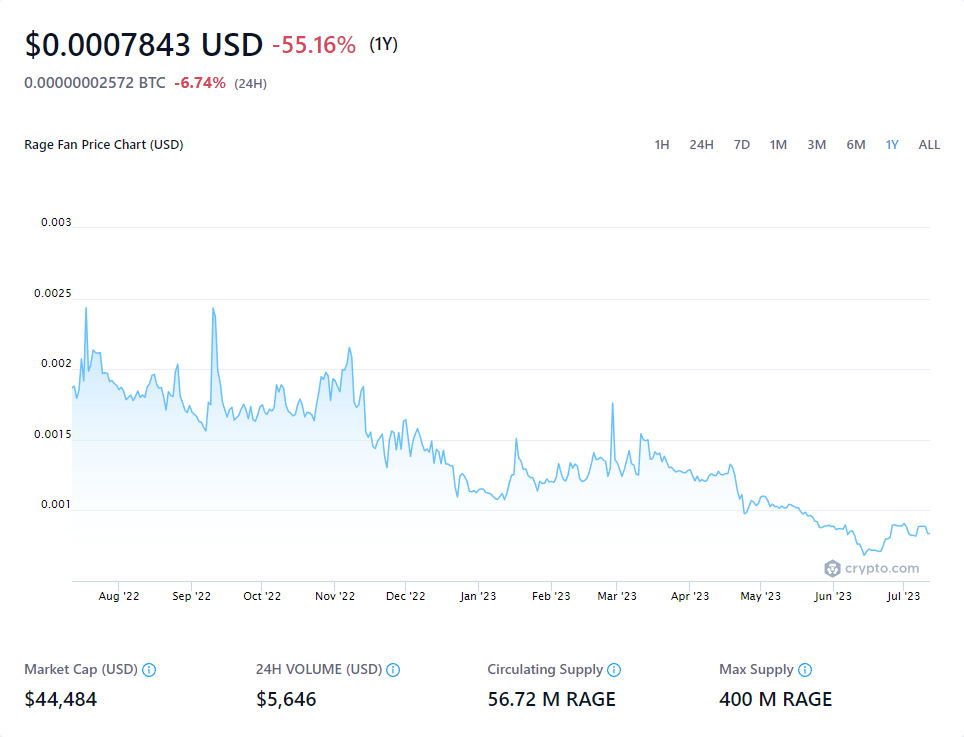 $0.0007843 USD -55.16% (1Y)
0.00000002572 BTC -6.74% (24H)
Rage Fan Price Chart (USD)
1H 24H 7D 1M 3M 6M 1Y ALL
0.003
0.0025
0.002
0.0015
0.001
crypto.com
Aug '22 Sep '22 Oct '22 Nov '22 Dec '22 Jan '23 Feb '23 Mar '23 Apr '23 May '23 Jun '23 Jul '23
Market Cap (USD) 24H VOLUME (USD) Circulating Supply Max Supply
$44,484 $5,646 56.72 M RAGE 400 M RAGE